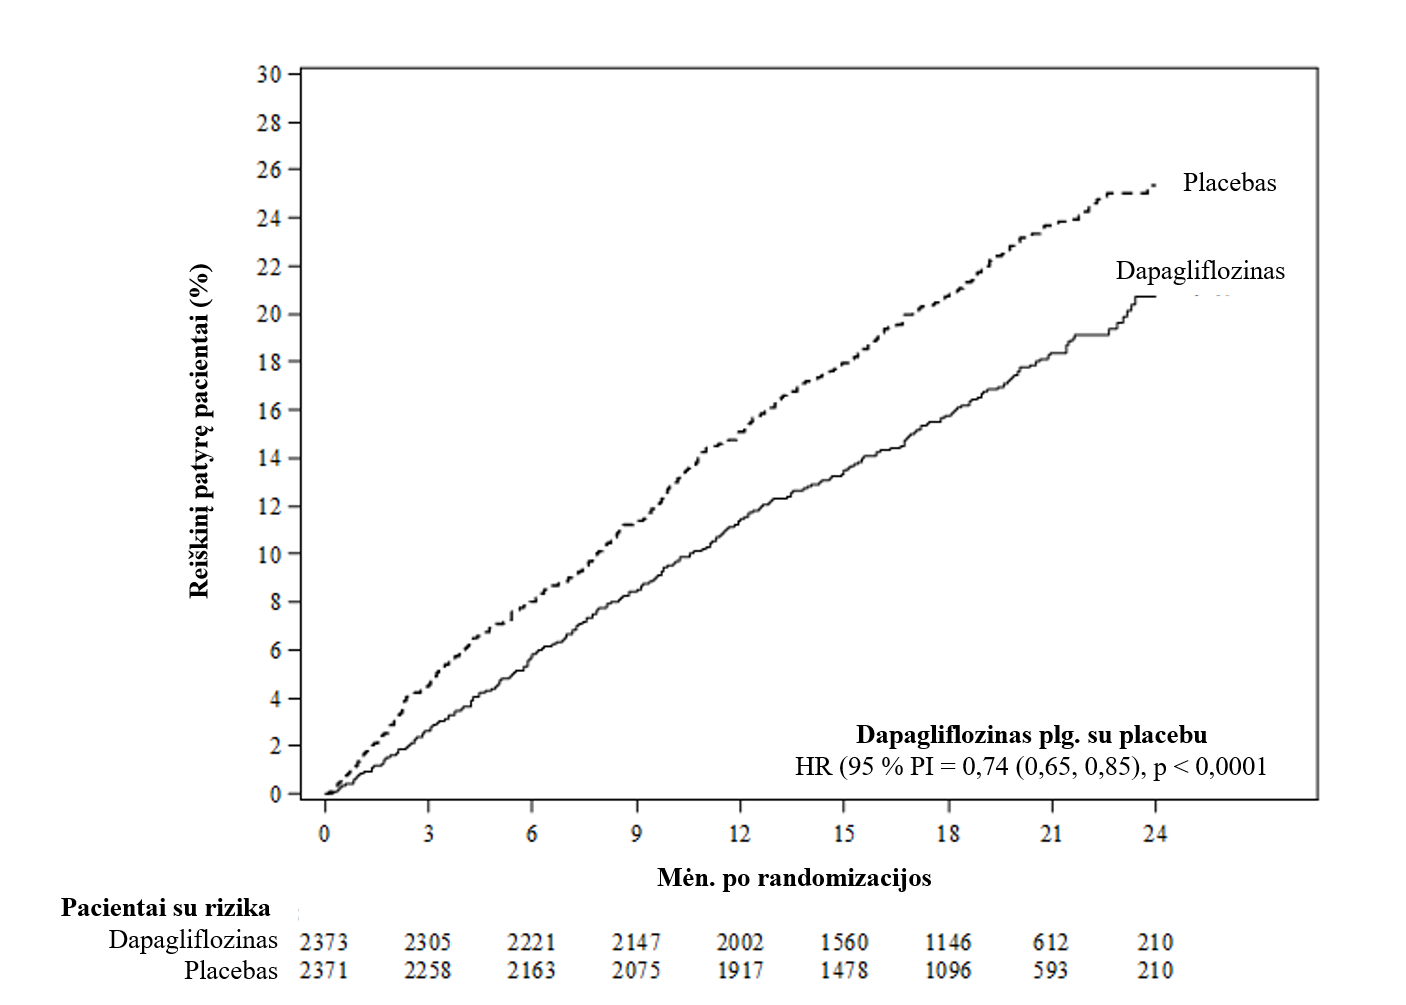 30
28
26
24
22
20
18
16
14
12
10
8
6
4
2
0
Reiškinį patyrę pacientai (%)
Placebas
Dapagliflozinas
Dapagliflozinas plg. su placebu
HR (95 % PI = 0,74 (0,65, 0,85), p < 0,0001
0 3 6 9 12 15 18 21 24
Mėn. po randomizacijos
Pacientai su rizika
Dapagliflozinas 2373 2305 2221 2147 2002 1560 1146 612 210
Placebas 2371 2258 2163 2075 1917 1478 1096 593 210